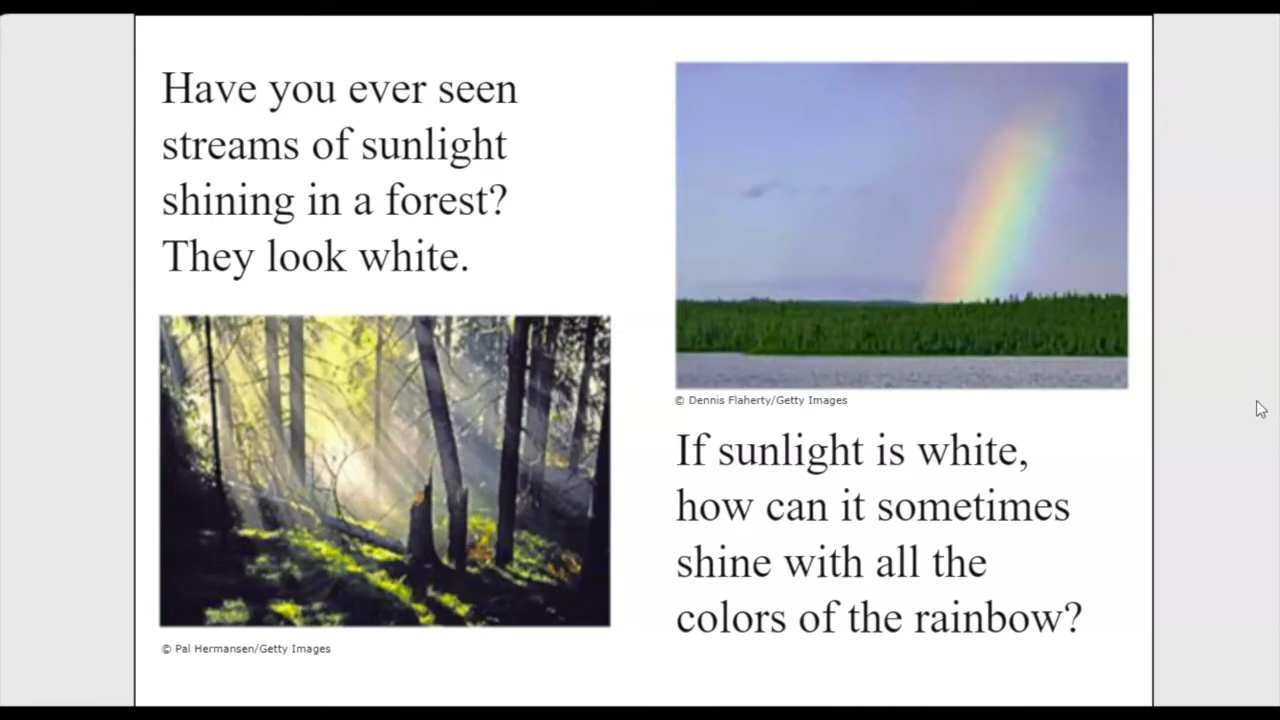 Have you ever seen
streams of sunlight
shining in a forest?
They look white.
© Pal Hermansen/Getty Images
© Dennis Flaherty/Getty Images
If sunlight is white,
how can it sometimes
shine with all the
colors of the rainbow?